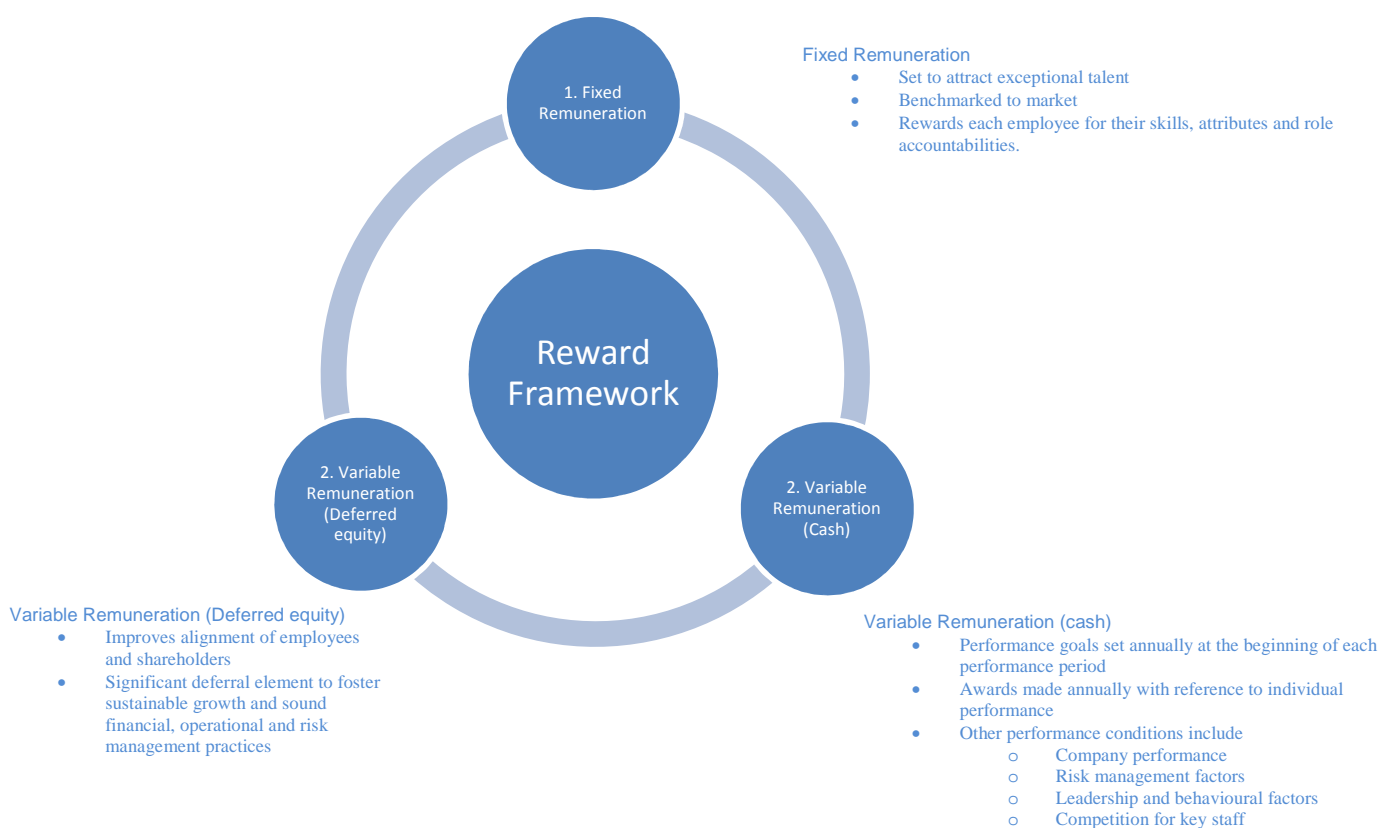 1. Fixed
Remuneration
Fixed Remuneration
• Set to attract exceptional talent
• Benchmarked to market
• Rewards each employee for their skills, attributes and role
accountabilities.
Reward
Framework
2. Variable
Remuneration
(Deferred
equity)
2. Variable
Remuneration
(Cash)
Variable Remuneration (Deferred equity)
• Improves alignment of employees
and shareholders
• Significant deferral element to foster
sustainable growth and sound
financial, operational and risk
management practices
Variable Remuneration (cash)
• Performance goals set annually at the beginning of each
performance period
• Awards made annually with reference to individual
performance
• Other performance conditions include
o Company performance
o Risk management factors
o Leadership and behavioural factors
o Competition for key staff